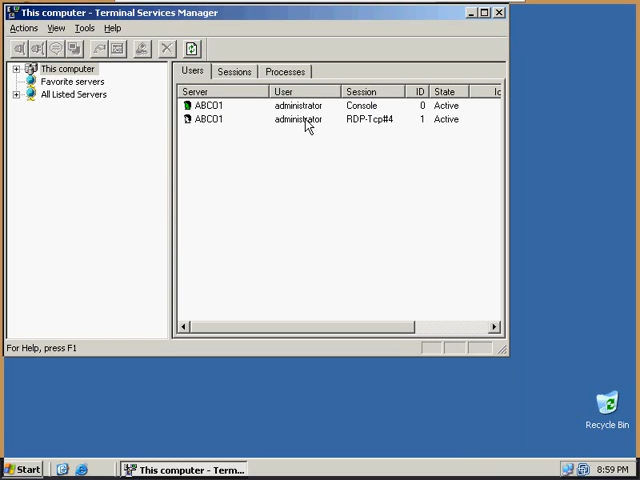 This computer - Terminal Services Manager
Actions View Tools Help
This computer
Favorite servers
All Listed Servers
Users Sessions Processes
Server User Session ID State
ABC01 administrator Console 0 Active
ABC01 administrator RDP-Tcp#4 1 Active
For Help, press F1
Recycle Bin
Start This computer - Term... 8:59 PM